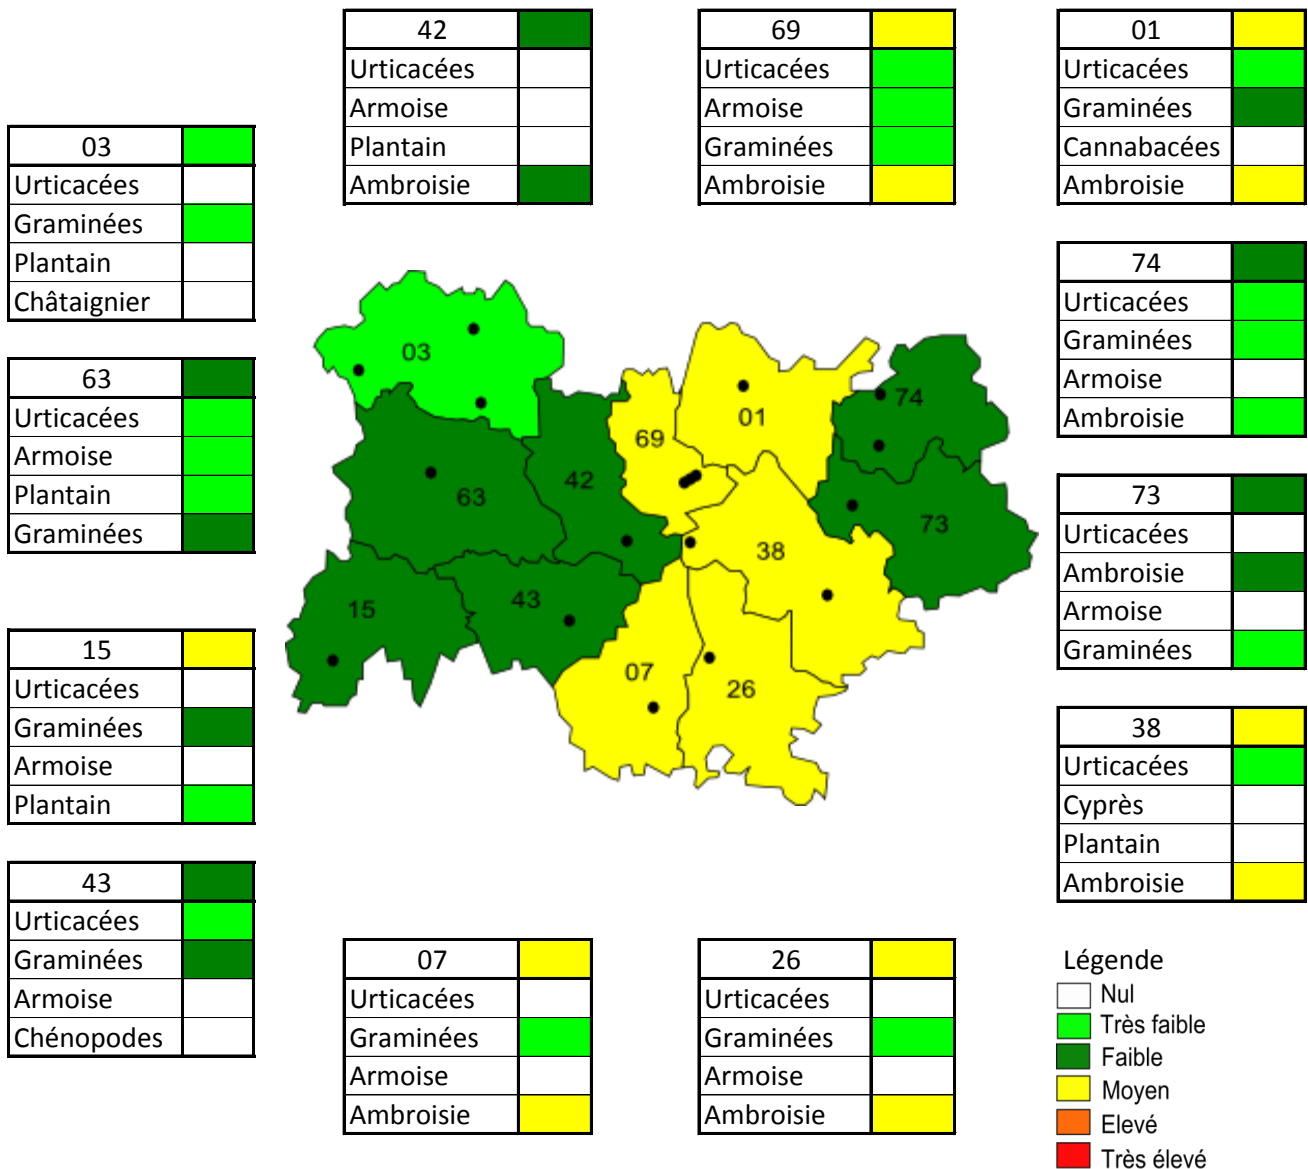 42
Urticacées
Armoise
Plantain
Ambroisie
69
Urticacées
Armoise
Graminées
Ambroisie
01
Urticacées
Graminées
Cannabacées
Ambroisie
03
Urticacées
Graminées
Plantain
Châtaignier
74
Urticacées
Graminées
Armoise
Ambroisie
63
Urticacées
Armoise
Plantain
Graminées
03
01
74
69
42
63
73
38
15
43
07
26
73
Urticacées
Ambroisie
Armoise
Graminées
15
Urticacées
Graminées
Armoise
Plantain
38
Urticacées
Cyprès
Plantain
Ambroisie
43
Urticacées
Graminées
Armoise
Chénopodes
07
Urticacées
Graminées
Armoise
Ambroisie
26
Urticacées
Graminées
Armoise
Ambroisie
Légende
Nul
Très faible
Faible
Moyen
Elevé
Très élevé